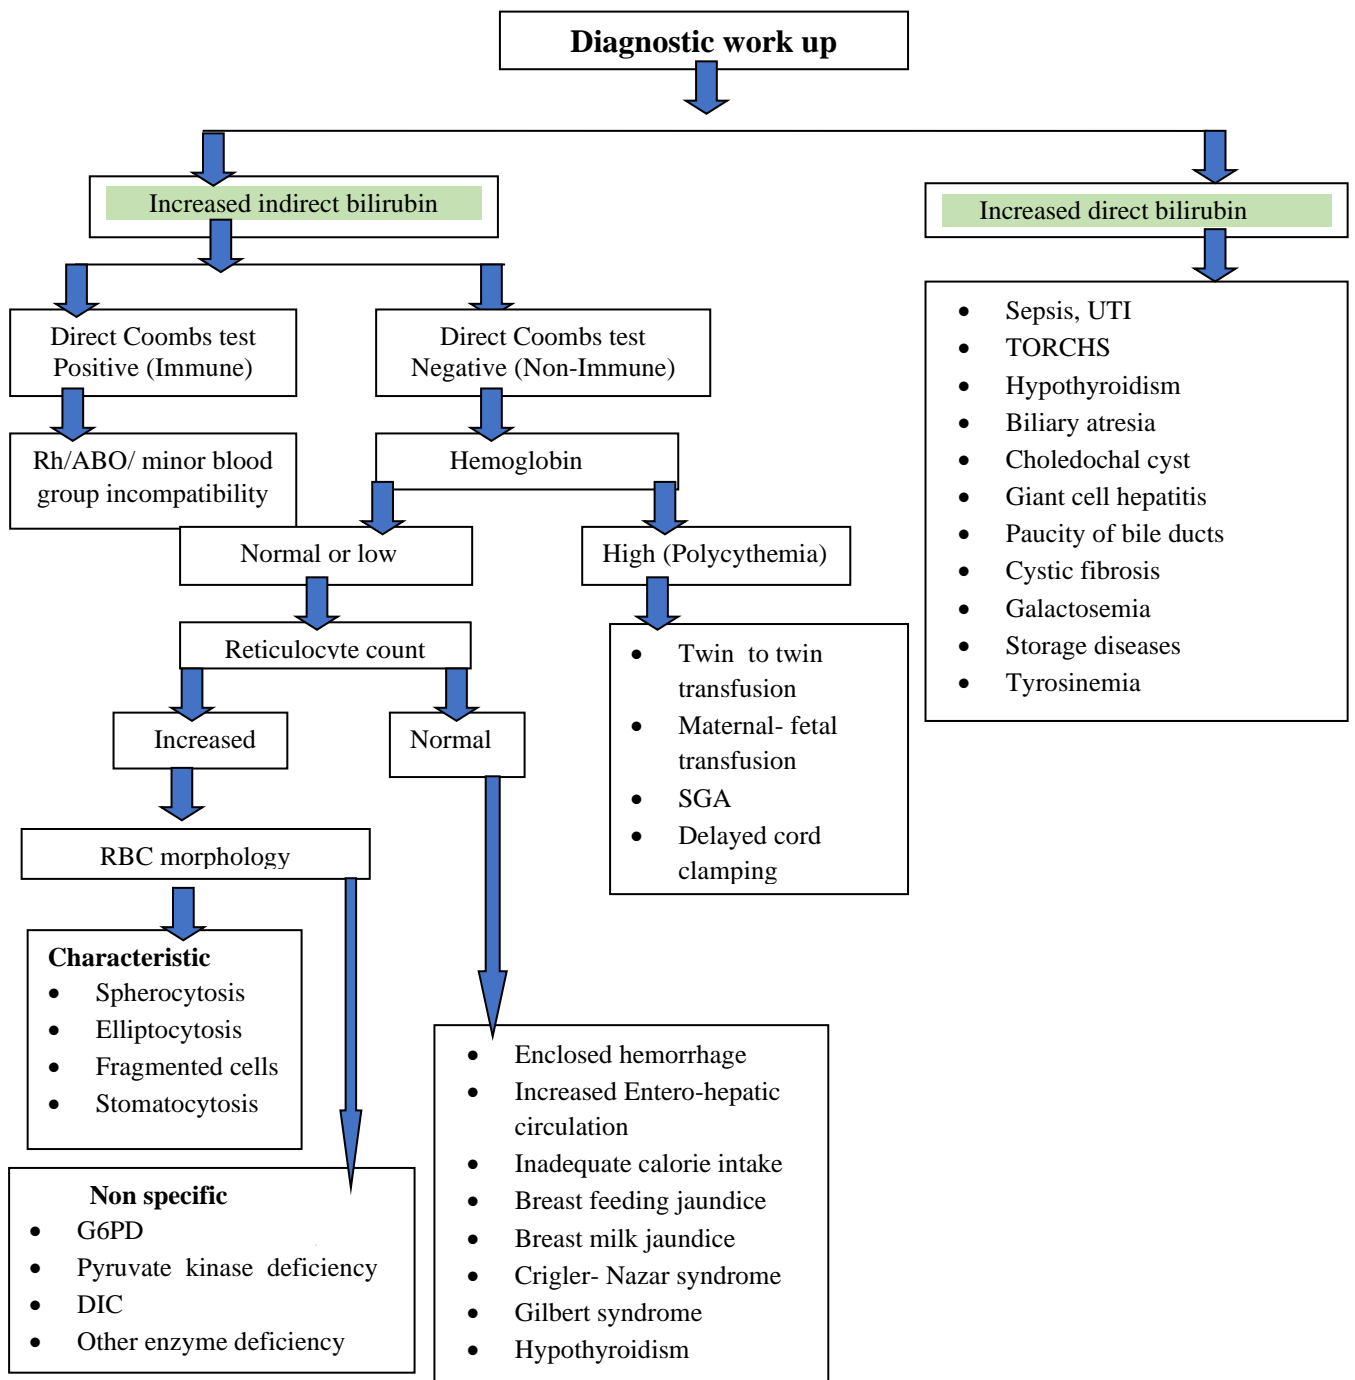 Diagnostic work up
Increased indirect bilirubin
Increased direct bilirubin
Direct Coombs test
Positive (Immune)
Direct Coombs test
Negative (Non-Immune)
• Sepsis, UTI
• TORCHS
• Hypothyroidism
• Biliary atresia
• Choledochal cyst
• Giant cell hepatitis
• Paucity of bile ducts
• Cystic fibrosis
• Galactosemia
• Storage diseases
• Tyrosinemia
Rh/ABO/ minor blood
group incompatibility
Hemoglobin
Normal or low
High (Polycythemia)
Reticulocyte count
• Twin to twin
transfusion
• Maternal- fetal
transfusion
• SGA
• Delayed cord
clamping
Increased
Normal
RBC morphology
Characteristic
• Spherocytosis
• Elliptocytosis
• Fragmented cells
• Stomatocytosis
Non specific
• G6PD
• Pyruvate kinase deficiency
• DIC
• Other enzyme deficiency
• Enclosed hemorrhage
• Increased Entero-hepatic
circulation
• Inadequate calorie intake
• Breast feeding jaundice
• Breast milk jaundice
• Crigler- Nazar syndrome
• Gilbert syndrome
• Hypothyroidism